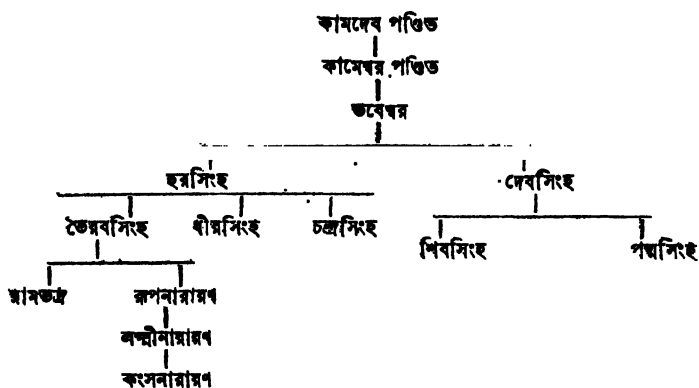 কামদেব পণ্ডিত
কামেশ্বর পণ্ডিত
ভবেশ্বর
হরসিংহ দেবসিংহ
ভৈরবসিংহ ধীরসিংহ চন্দ্রসিংহ শিবসিংহ পদ্মসিংহ
রামভদ্র রূপনারায়ণ
লক্ষ্মীনারায়ণ
কংসনারায়ণ